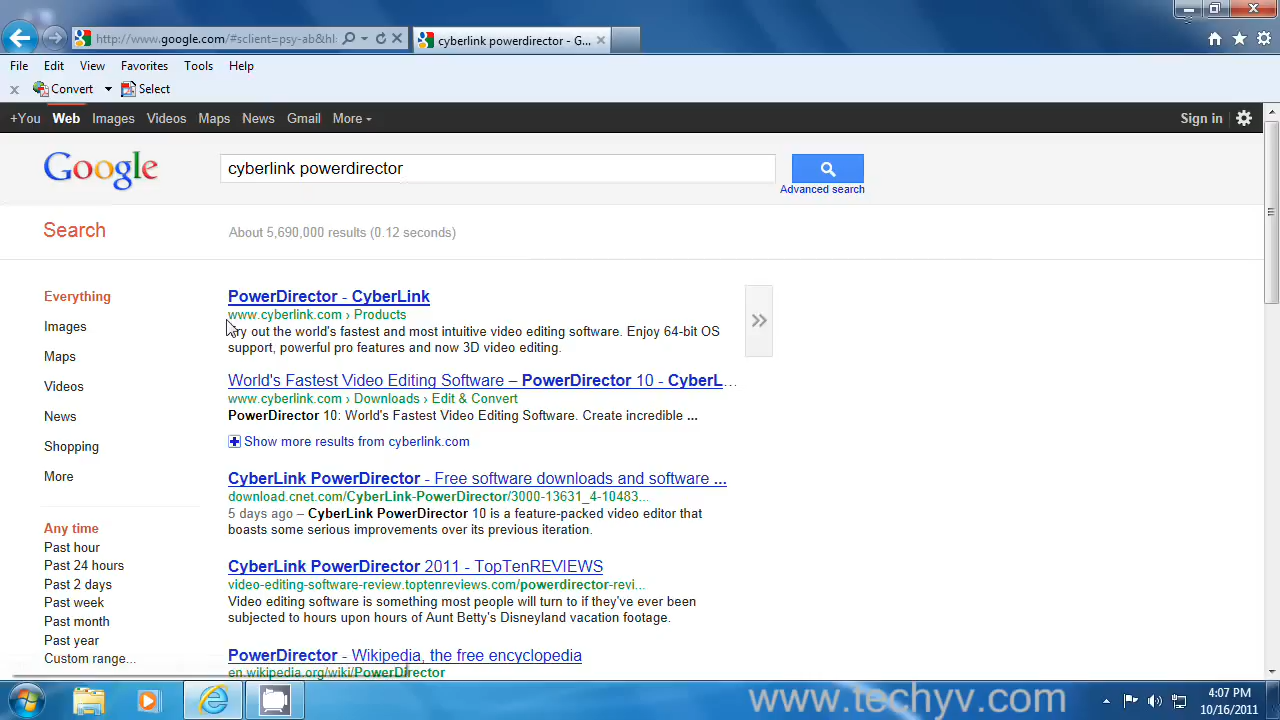 http://www.google.com/#sclient=psy-ab&hl
cyberlink powerdirector - G...
File Edit View Favorites Tools Help
Convert Select
+You Web Images Videos Maps News Gmail More Sign in
Google
cyberlink powerdirector
Advanced search
Search
About 5,690,000 results (0.12 seconds)
Everything
Images
Maps
Videos
News
Shopping
More
Any time
Past hour
Past 24 hours
Past 2 days
Past week
Past month
Past year
Custom range...
PowerDirector - CyberLink
www.cyberlink.com › Products
Try out the world's fastest and most intuitive video editing software. Enjoy 64-bit OS
support, powerful pro features and now 3D video editing.
World's Fastest Video Editing Software – PowerDirector 10 - CyberL...
www.cyberlink.com › Downloads › Edit & Convert
PowerDirector 10: World's Fastest Video Editing Software. Create incredible ...
Show more results from cyberlink.com
CyberLink PowerDirector - Free software downloads and software ...
download.cnet.com/CyberLink-PowerDirector/3000-13631_4-10483...
5 days ago – CyberLink PowerDirector 10 is a feature-packed video editor that
boasts some serious improvements over its previous iteration.
CyberLink PowerDirector 2011 - TopTenREVIEWS
video-editing-software-review.toptenreviews.com/powerdirector-revi...
Video editing software is something most people will turn to if they've ever been
subjected to hours upon hours of Aunt Betty's Disneyland vacation footage.
PowerDirector - Wikipedia, the free encyclopedia
en.wikipedia.org/wiki/PowerDirector
www.techyv.com
4:07 PM
10/16/2011